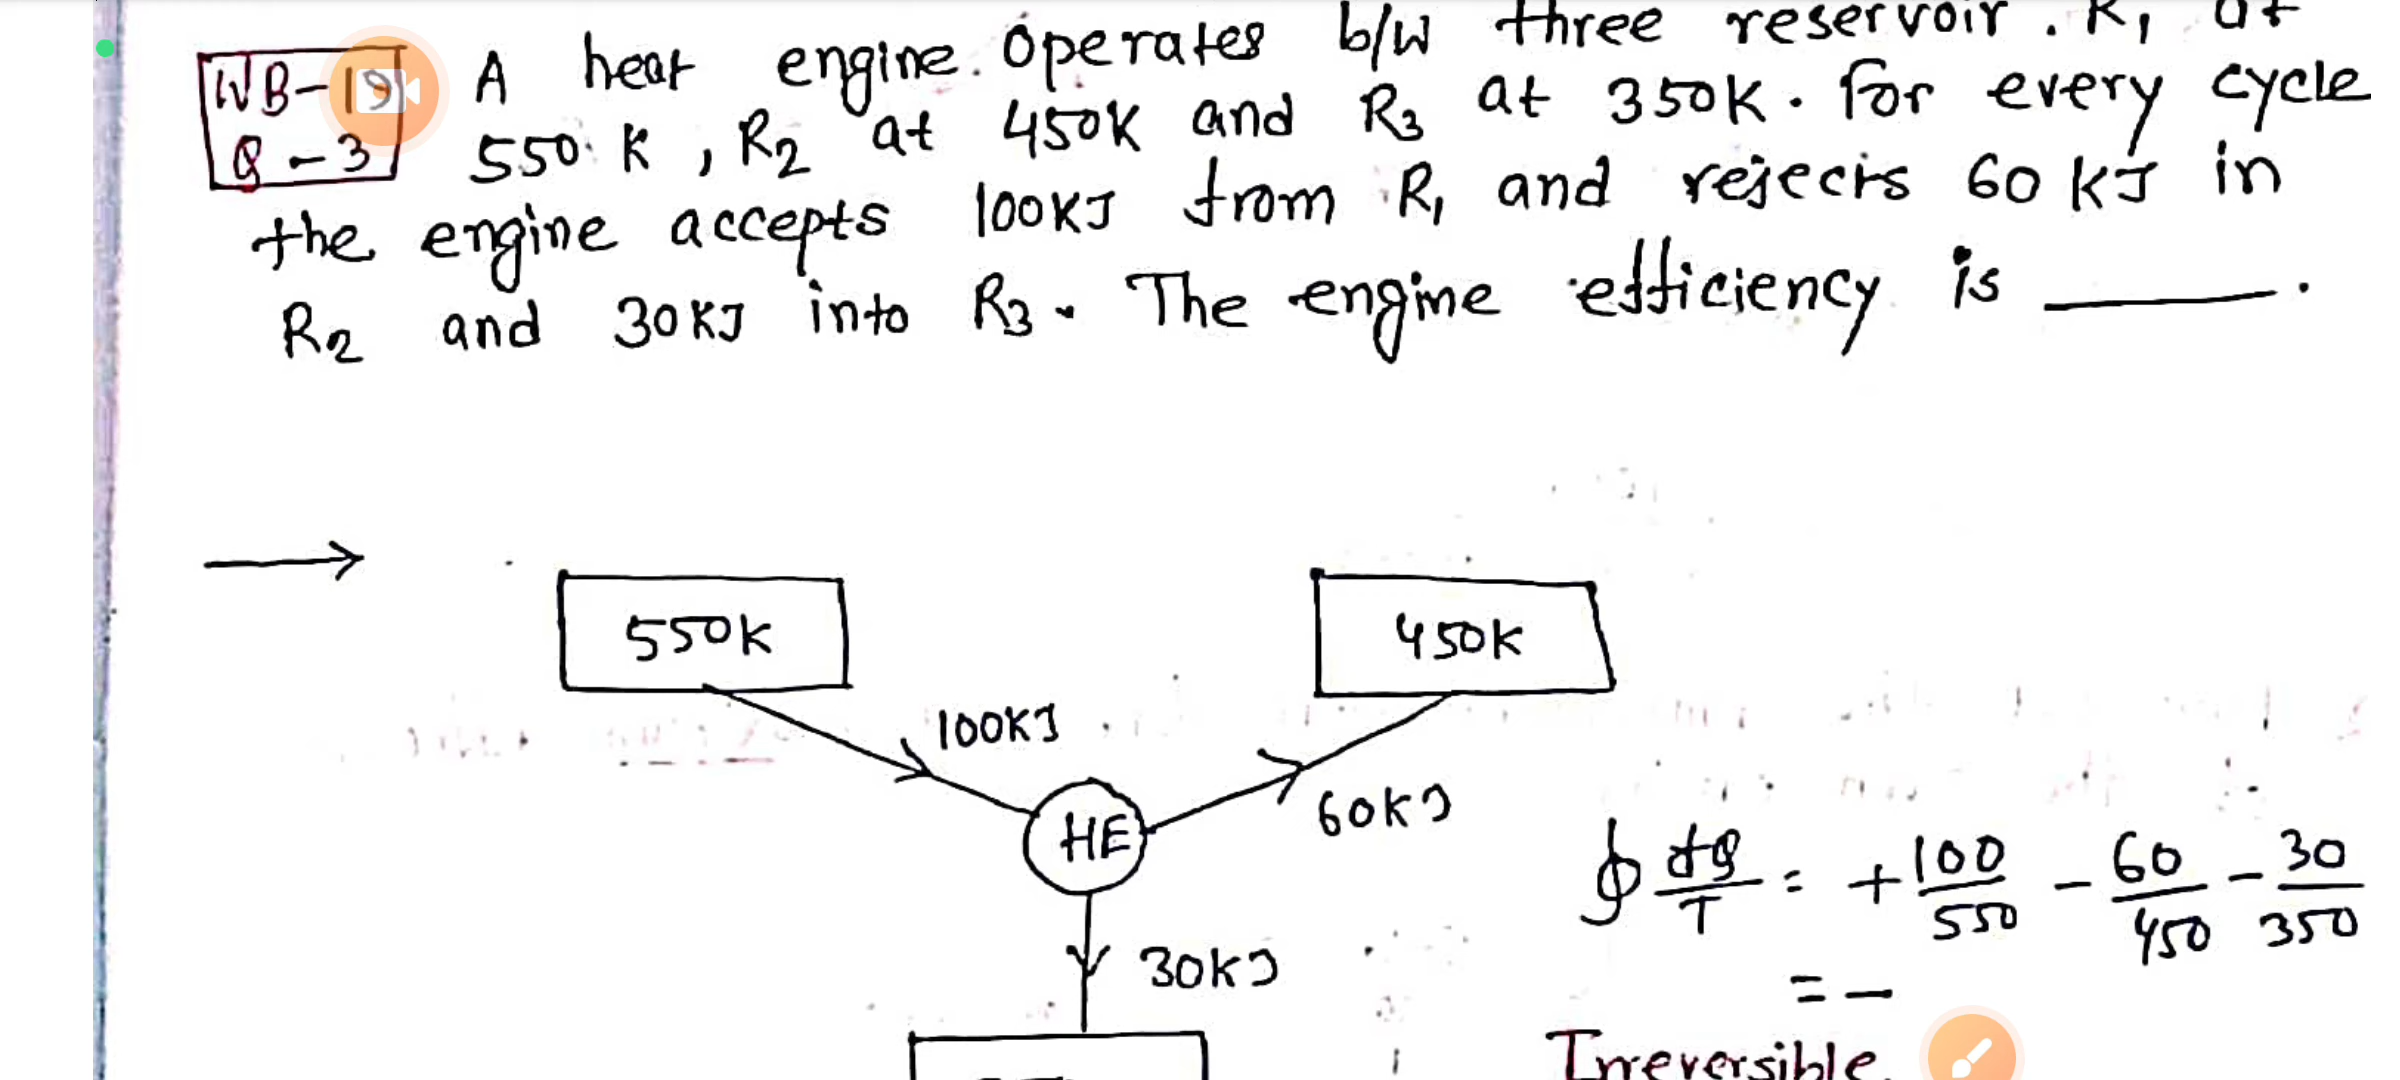 WB-19 A heat engine operates b/w three reservoir. R1 at
Q-3 550 K, R2 at 450K and R3 at 350K. for every cycle
the engine accepts 100KJ from R1 and rejects 60 KJ in
R2 and 30KJ into R3. The engine efficiency is ______.
→
550K 450K
100KJ
60KJ
HE
∮ dQ/T = +100/550 - 60/450 - 30/350
30KJ
= -
Irreversible